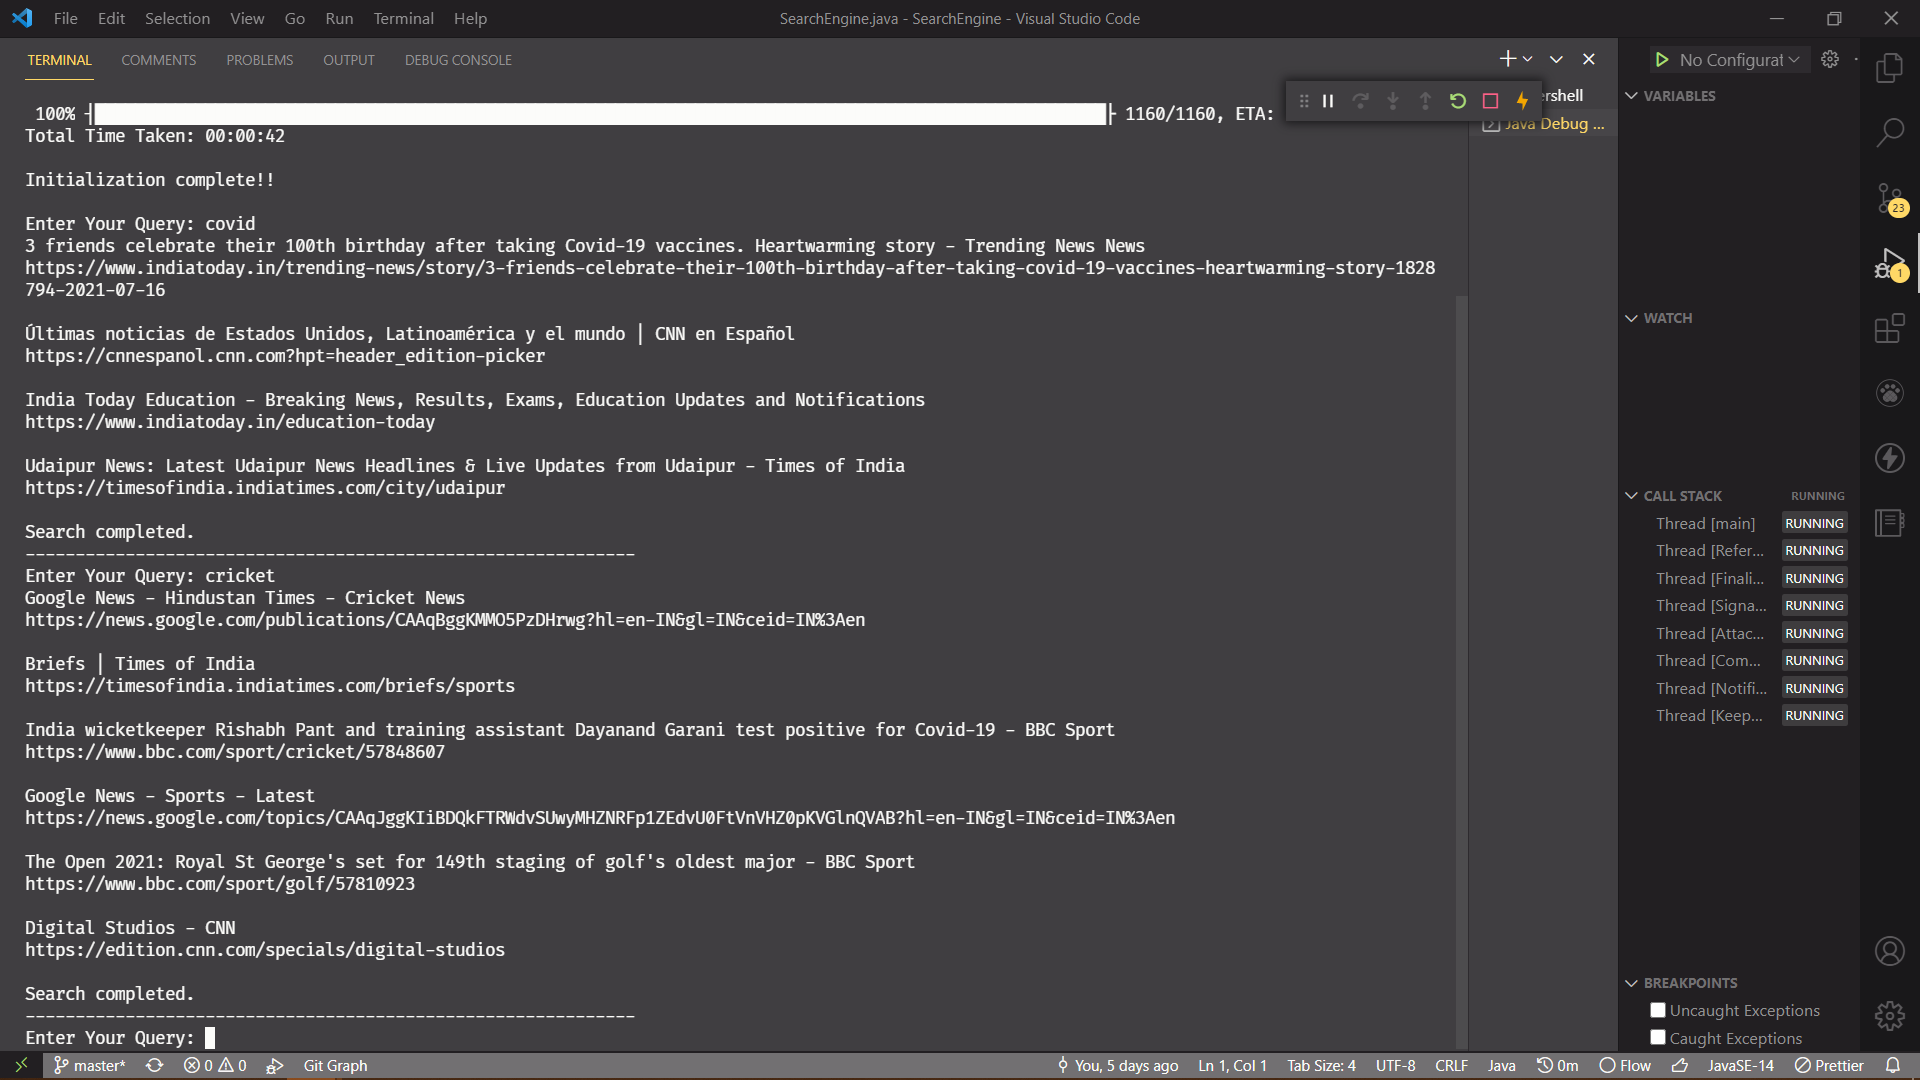 File Edit Selection View Go Run Terminal Help
SearchEngine.java - SearchEngine - Visual Studio Code
TERMINAL COMMENTS PROBLEMS OUTPUT DEBUG CONSOLE
100% 1160/1160, ETA:
Total Time Taken: 00:00:42
Initialization complete!!
Enter Your Query: covid
3 friends celebrate their 100th birthday after taking Covid-19 vaccines. Heartwarming story - Trending News News
https://www.indiatoday.in/trending-news/story/3-friends-celebrate-their-100th-birthday-after-taking-covid-19-vaccines-heartwarming-story-1828
794-2021-07-16
Últimas noticias de Estados Unidos, Latinoamérica y el mundo | CNN en Español
https://cnnespanol.cnn.com?hpt=header_edition-picker
India Today Education - Breaking News, Results, Exams, Education Updates and Notifications
https://www.indiatoday.in/education-today
Udaipur News: Latest Udaipur News Headlines & Live Updates from Udaipur - Times of India
https://timesofindia.indiatimes.com/city/udaipur
Search completed.
-------------------------------------------------------------
Enter Your Query: cricket
Google News - Hindustan Times - Cricket News
https://news.google.com/publications/CAAqBggKMMO5PzDHrwg?hl=en-IN&gl=IN&ceid=IN%3Aen
Briefs | Times of India
https://timesofindia.indiatimes.com/briefs/sports
India wicketkeeper Rishabh Pant and training assistant Dayanand Garani test positive for Covid-19 - BBC Sport
https://www.bbc.com/sport/cricket/57848607
Google News - Sports - Latest
https://news.google.com/topics/CAAqJggKIiBDQkFTRWdvSUwyMHZNRFp1ZEdvU0FtVnVHZ0pKVGlnQVAB?hl=en-IN&gl=IN&ceid=IN%3Aen
The Open 2021: Royal St George's set for 149th staging of golf's oldest major - BBC Sport
https://www.bbc.com/sport/golf/57810923
Digital Studios - CNN
https://edition.cnn.com/specials/digital-studios
Search completed.
-------------------------------------------------------------
Enter Your Query:
ershell
Java Debug ...
No Configurat
VARIABLES
WATCH
CALL STACK RUNNING
Thread [main] RUNNING
Thread [Refer... RUNNING
Thread [Finali... RUNNING
Thread [Signa... RUNNING
Thread [Attac... RUNNING
Thread [Com... RUNNING
Thread [Notifi... RUNNING
Thread [Keep... RUNNING
BREAKPOINTS
Uncaught Exceptions
Caught Exceptions
23
1
master* 0 0 Git Graph You, 5 days ago Ln 1, Col 1 Tab Size: 4 UTF-8 CRLF Java 0m Flow JavaSE-14 Prettier